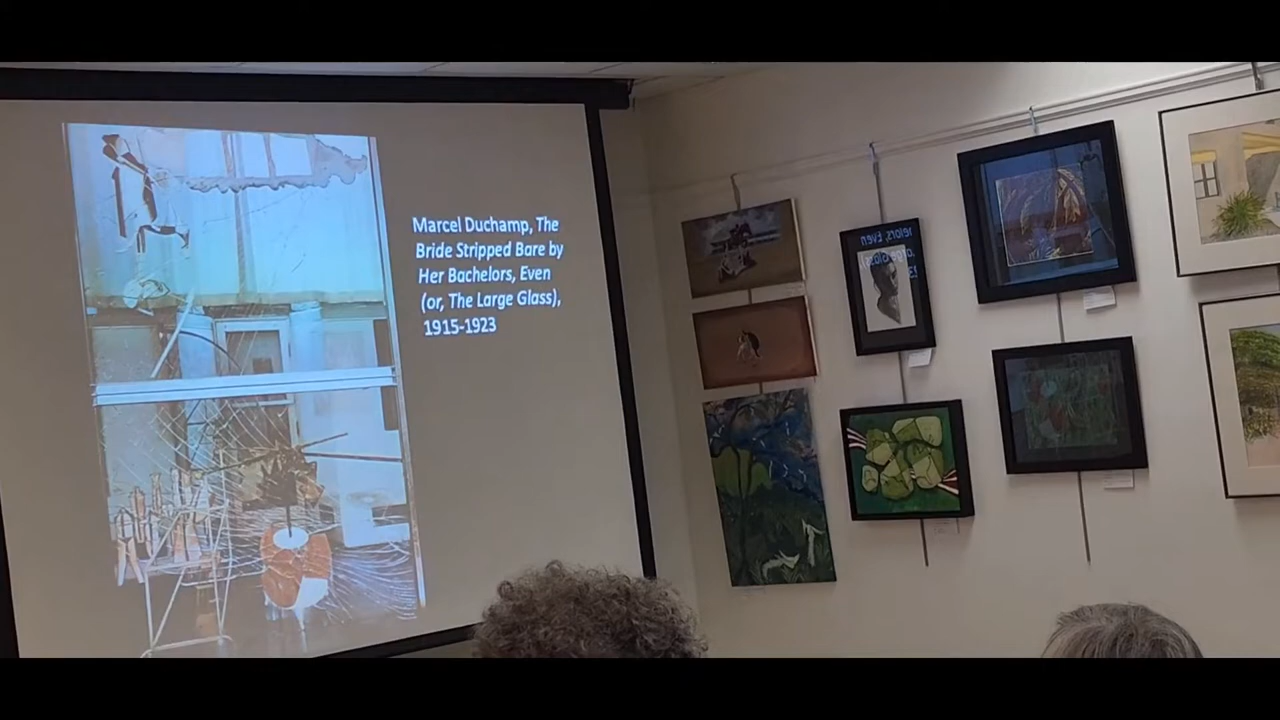 Marcel Duchamp, The
Bride Stripped Bare by
Her Bachelors, Even
(or, The Large Glass),
1915-1923